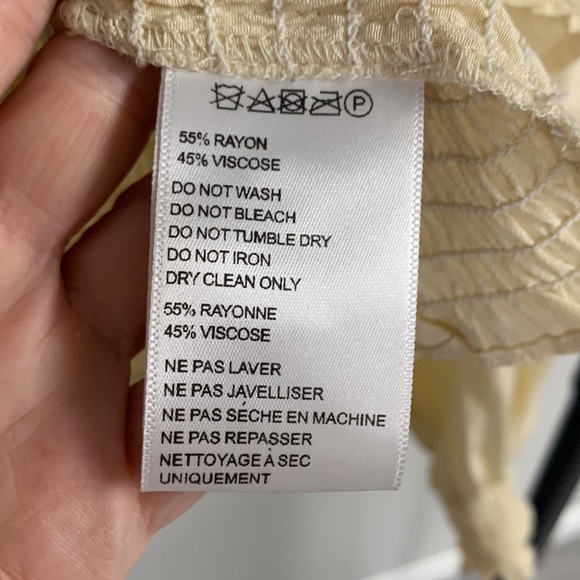 P
55% RAYON
45% VISCOSE
DO NOT WASH
DO NOT BLEACH
DO NOT TUMBLE DRY
DO NOT IRON
DRY CLEAN ONLY
55% RAYONNE
45% VISCOSE
NE PAS LAVER
NE PAS JAVELLISER
NE PAS SÈCHE EN MACHINE
NE PAS REPASSER
NETTOYAGE À SEC
UNIQUEMENT